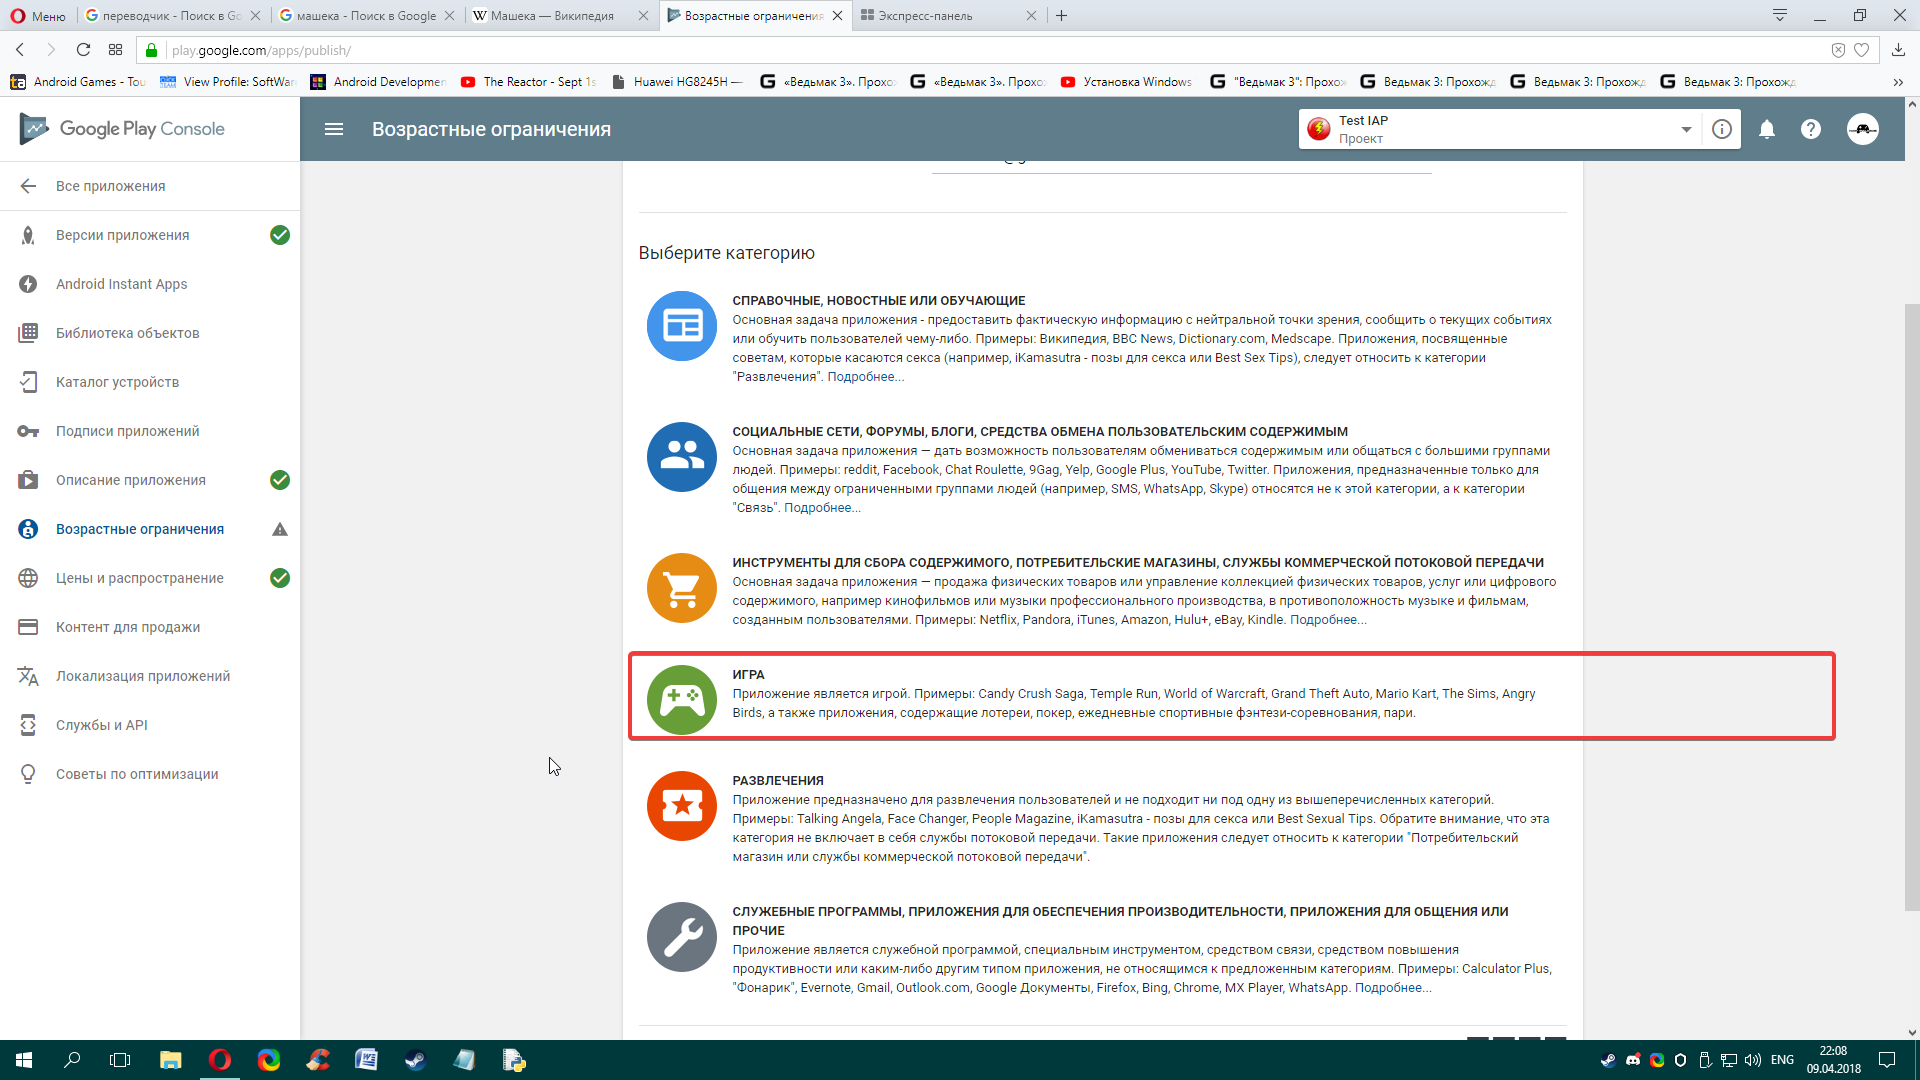 Меню
переводчик - Поиск в Go
машека - Поиск в Google
Машека — Википедия
Возрастные ограничения
Экспресс-панель
play.google.com/apps/publish/
Android Games - Tou
View Profile: SoftWar
Android Developmen
The Reactor - Sept 1s
Huawei HG8245H —
«Ведьмак 3». Прохо
«Ведьмак 3». Прохо
Установка Windows
"Ведьмак 3": Прохо
Ведьмак 3: Прохожд
Ведьмак 3: Прохожд
Ведьмак 3: Прохожд
Google Play Console
Возрастные ограничения
Test IAP
Проект
Все приложения
Версии приложения
Android Instant Apps
Библиотека объектов
Каталог устройств
Подписи приложений
Описание приложения
Возрастные ограничения
Цены и распространение
Контент для продажи
Локализация приложений
Службы и API
Советы по оптимизации
Выберите категорию
СПРАВОЧНЫЕ, НОВОСТНЫЕ ИЛИ ОБУЧАЮЩИЕ
Основная задача приложения - предоставить фактическую информацию с нейтральной точки зрения, сообщить о текущих событиях
или обучить пользователей чему-либо. Примеры: Википедия, BBC News, Dictionary.com, Medscape. Приложения, посвященные
советам, которые касаются секса (например, iKamasutra - позы для секса или Best Sex Tips), следует относить к категории
"Развлечения". Подробнее...
СОЦИАЛЬНЫЕ СЕТИ, ФОРУМЫ, БЛОГИ, СРЕДСТВА ОБМЕНА ПОЛЬЗОВАТЕЛЬСКИМ СОДЕРЖИМЫМ
Основная задача приложения — дать возможность пользователям обмениваться содержимым или общаться с большими группами
людей. Примеры: reddit, Facebook, Chat Roulette, 9Gag, Yelp, Google Plus, YouTube, Twitter. Приложения, предназначенные только для
общения между ограниченными группами людей (например, SMS, WhatsApp, Skype) относятся не к этой категории, а к категории
"Связь". Подробнее...
ИНСТРУМЕНТЫ ДЛЯ СБОРА СОДЕРЖИМОГО, ПОТРЕБИТЕЛЬСКИЕ МАГАЗИНЫ, СЛУЖБЫ КОММЕРЧЕСКОЙ ПОТОКОВОЙ ПЕРЕДАЧИ
Основная задача приложения — продажа физических товаров или управление коллекцией физических товаров, услуг или цифрового
содержимого, например кинофильмов или музыки профессионального производства, в противоположность музыке и фильмам,
созданным пользователями. Примеры: Netflix, Pandora, iTunes, Amazon, Hulu+, eBay, Kindle. Подробнее...
ИГРА
Приложение является игрой. Примеры: Candy Crush Saga, Temple Run, World of Warcraft, Grand Theft Auto, Mario Kart, The Sims, Angry
Birds, а также приложения, содержащие лотереи, покер, ежедневные спортивные фэнтези-соревнования, пари.
РАЗВЛЕЧЕНИЯ
Приложение предназначено для развлечения пользователей и не подходит ни под одну из вышеперечисленных категорий.
Примеры: Talking Angela, Face Changer, People Magazine, iKamasutra - позы для секса или Best Sexual Tips. Обратите внимание, что эта
категория не включает в себя службы потоковой передачи. Такие приложения следует относить к категории "Потребительский
магазин или службы коммерческой потоковой передачи".
СЛУЖЕБНЫЕ ПРОГРАММЫ, ПРИЛОЖЕНИЯ ДЛЯ ОБЕСПЕЧЕНИЯ ПРОИЗВОДИТЕЛЬНОСТИ, ПРИЛОЖЕНИЯ ДЛЯ ОБЩЕНИЯ ИЛИ
ПРОЧИЕ
Приложение является служебной программой, специальным инструментом, средством связи, средством повышения
продуктивности или каким-либо другим типом приложения, не относящимся к предложенным категориям. Примеры: Calculator Plus,
"Фонарик", Evernote, Gmail, Outlook.com, Google Документы, Firefox, Bing, Chrome, MX Player, WhatsApp. Подробнее...
ENG
22:08
09.04.2018